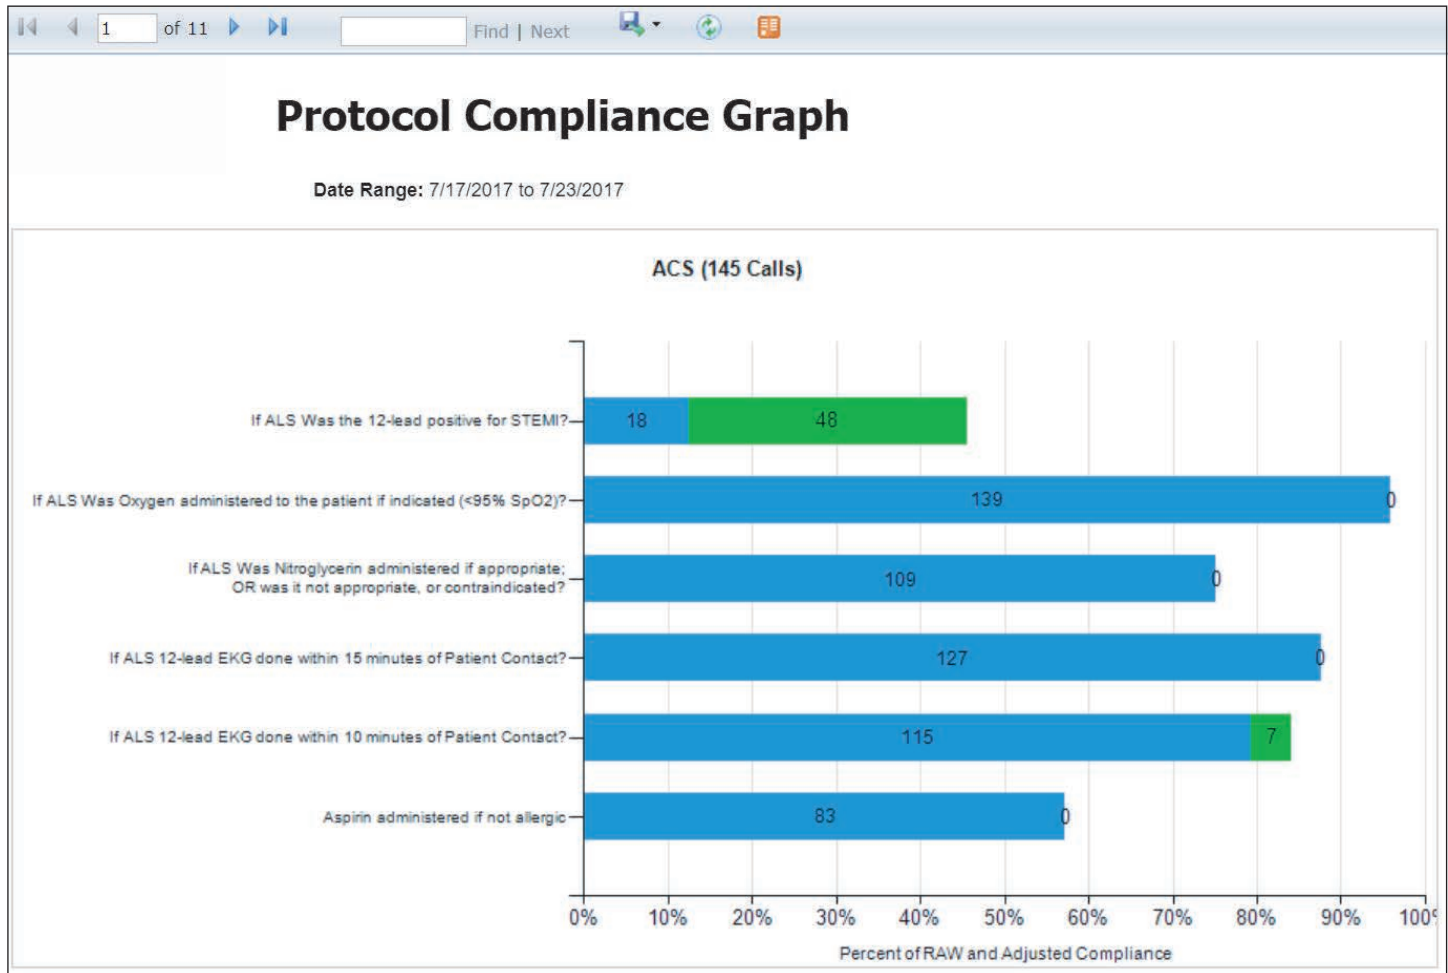 1 of 11 Find | Next
Protocol Compliance Graph
Date Range: 7/17/2017 to 7/23/2017
ACS (145 Calls)
If ALS Was the 12-lead positive for STEMI? 18 48
If ALS Was Oxygen administered to the patient if indicated (<95% SpO2)? 139 0
If ALS Was Nitroglycerin administered if appropriate;
OR was it not appropriate, or contraindicated? 109 0
If ALS 12-lead EKG done within 15 minutes of Patient Contact? 127 0
If ALS 12-lead EKG done within 10 minutes of Patient Contact? 115 7
Aspirin administered if not allergic 83 0
0% 10% 20% 30% 40% 50% 60% 70% 80% 90% 100%
Percent of RAW and Adjusted Compliance